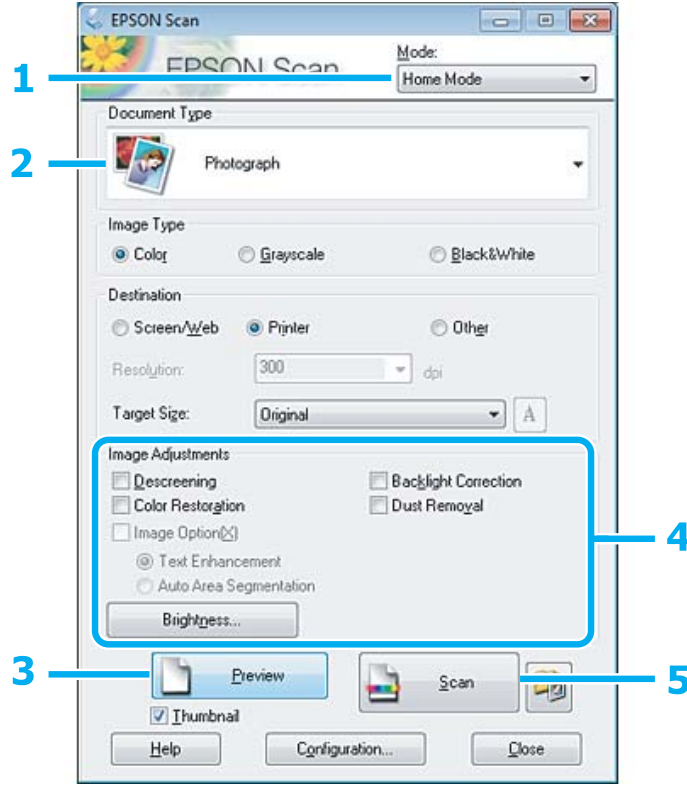 EPSON Scan
EPSON Scan
Mode:
1
Home Mode
Document Type
2
Photograph
Image Type
Color
Grayscale
Black&White
Destination
Screen/Web
Printer
Other
Resolution:
300
dpi
Target Size:
Original
A
Image Adjustments
Descreening
Backlight Correction
Color Restoration
Dust Removal
Image Option(X)
4
Text Enhancement
Auto Area Segmentation
Brightness...
3
Preview
Scan
5
Thumbnail
Help
Configuration...
Close